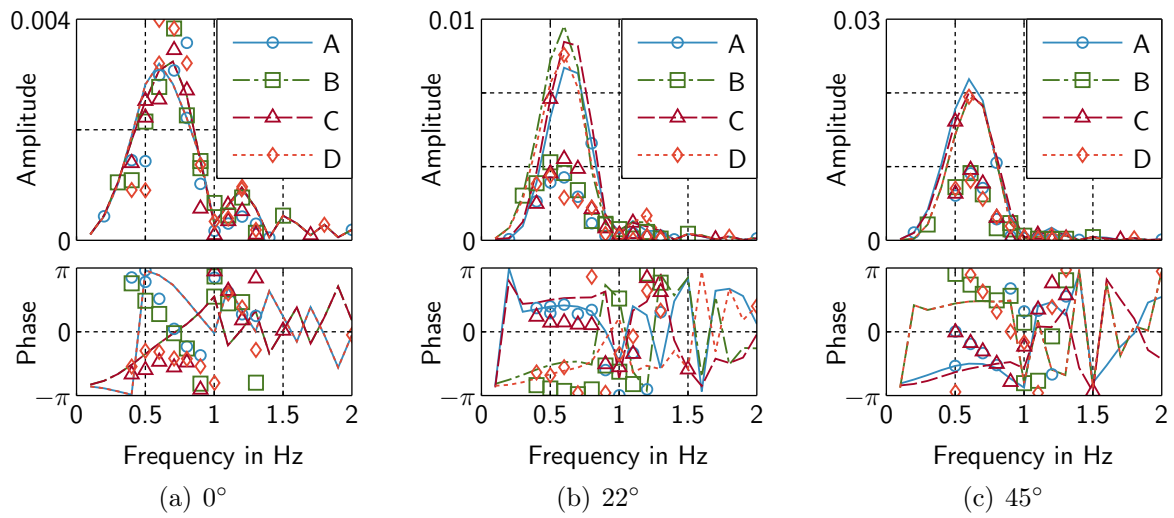 0.004
Amplitude
0
A
B
C
D
π
Phase
0
−π
0 0.5 1 1.5 2
Frequency in Hz
(a) 0°
0.01
Amplitude
0
A
B
C
D
π
Phase
0
−π
0 0.5 1 1.5 2
Frequency in Hz
(b) 22°
0.03
Amplitude
0
A
B
C
D
π
Phase
0
−π
0 0.5 1 1.5 2
Frequency in Hz
(c) 45°